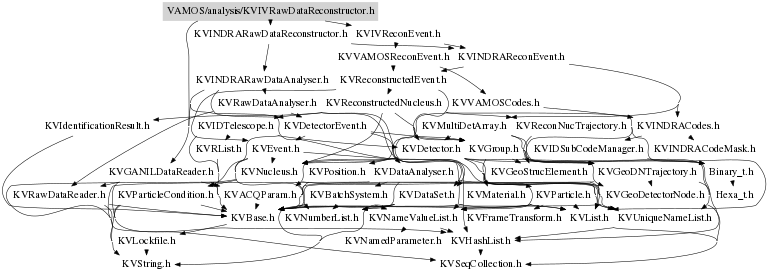 VAMOS/analysis/KVIVRawDataReconstructor.h
KVINDRARawDataReconstructor.h KVIVReconEvent.h
KVVAMOSReconEvent.h KVINDRAReconEvent.h
KVINDRARawDataAnalyser.h KVReconstructedEvent.h
KVRawDataAnalyser.h KVReconstructedNucleus.h KVVAMOSCodes.h
KVIdentificationResult.h KVIDTelescope.h KVDetectorEvent.h KVMultiDetArray.h KVReconNucTrajectory.h KVINDRACodes.h
KVRList.h KVEvent.h KVDetector.h KVGroup.h KVIDSubCodeManager.h KVINDRACodeMask.h
KVGANILDataReader.h KVNucleus.h KVPosition.h KVDataAnalyser.h KVGeoStrucElement.h KVGeoDNTrajectory.h Binary_t.h
KVRawDataReader.h KVParticleCondition.h KVACQParam.h KVBatchSystem.h KVDataSet.h KVMaterial.h KVParticle.h KVGeoDetectorNode.h Hexa_t.h
KVBase.h KVNumberList.h KVNameValueList.h KVFrameTransform.h KVList.h KVUniqueNameList.h
KVLockfile.h KVNamedParameter.h KVHashList.h
KVString.h KVSeqCollection.h